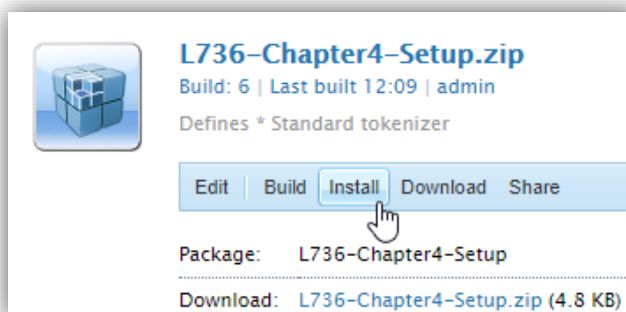 L736-Chapter4-Setup.zip
Build: 6 | Last built 12:09 | admin
Defines * Standard tokenizer
Edit | Build Install Download Share
Package: L736-Chapter4-Setup
Download: L736-Chapter4-Setup.zip (4.8 KB)